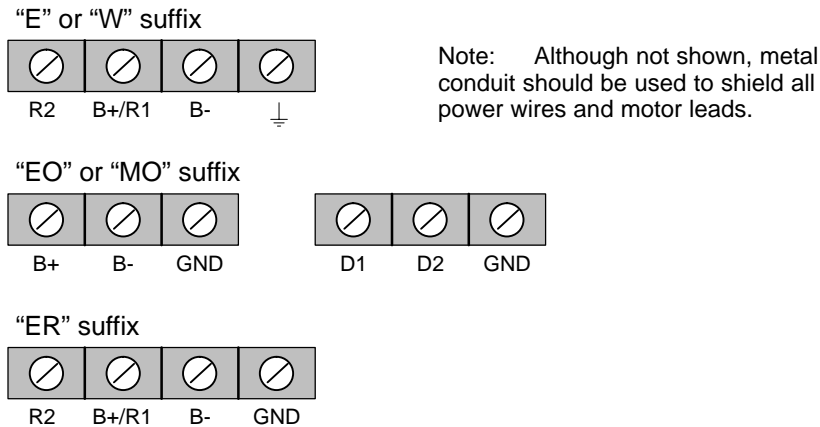 “E” or “W” suffix
R2 B+/R1 B-
Note: Although not shown, metal
conduit should be used to shield all
power wires and motor leads.
“EO” or “MO” suffix
B+ B- GND D1 D2 GND
“ER” suffix
R2 B+/R1 B- GND